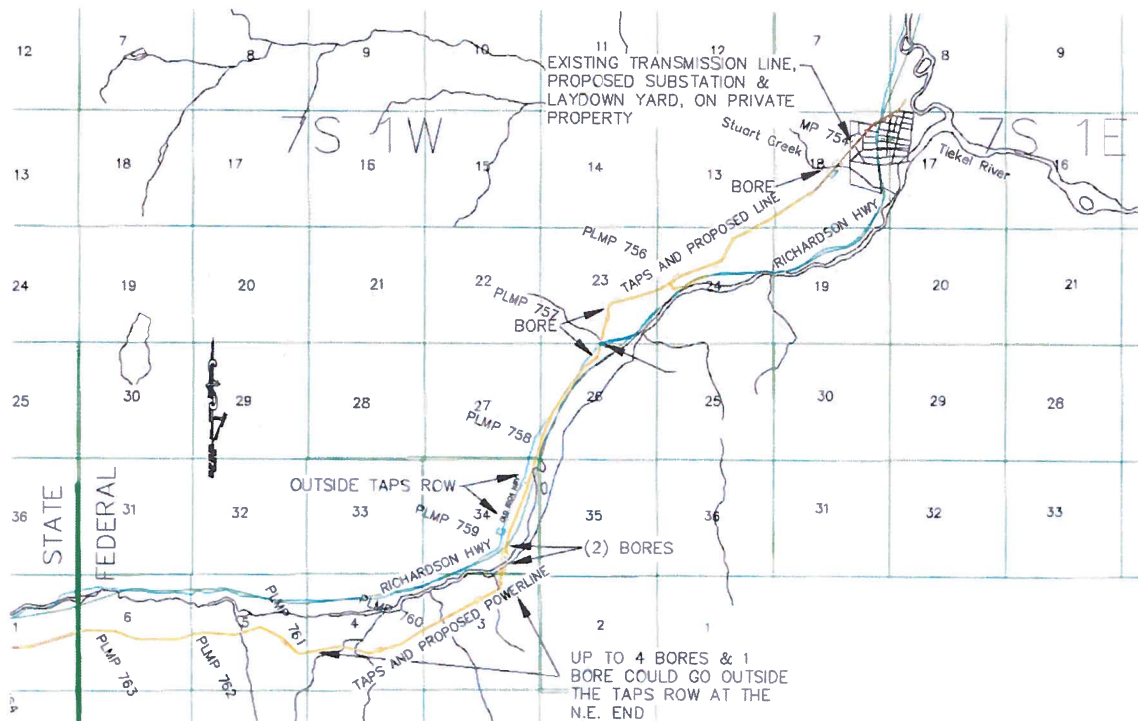 12 7 8 9 10 11 12 7 8 9
EXISTING TRANSMISSION LINE,
PROPOSED SUBSTATION &
LAYDOWN YARD, ON PRIVATE
PROPERTY
7S 1W
Stuart Creek
MP 754
7S 1E
Tiekel River
13 18 17 16 15 14 13 18 17 16
BORE
TAPS AND PROPOSED LINE
RICHARDSON HWY
PLMP 756
24 19 20 21 22 23 24 19 20 21
PLMP 757
BORE
25 30 29 28 27 26 25 30 29 28
PLMP 758
OUTSIDE TAPS ROW
OLD RICH HWY
36 31 32 33 34 35 36 31 32 33
PLMP 759
STATE
FEDERAL
(2) BORES
RICHARDSON HWY
PLMP 760
PLMP 761
1 6 5 4 3 2 1
TAPS AND PROPOSED POWERLINE
PLMP 762
PLMP 763
UP TO 4 BORES & 1
BORE COULD GO OUTSIDE
THE TAPS ROW AT THE
N.E. END